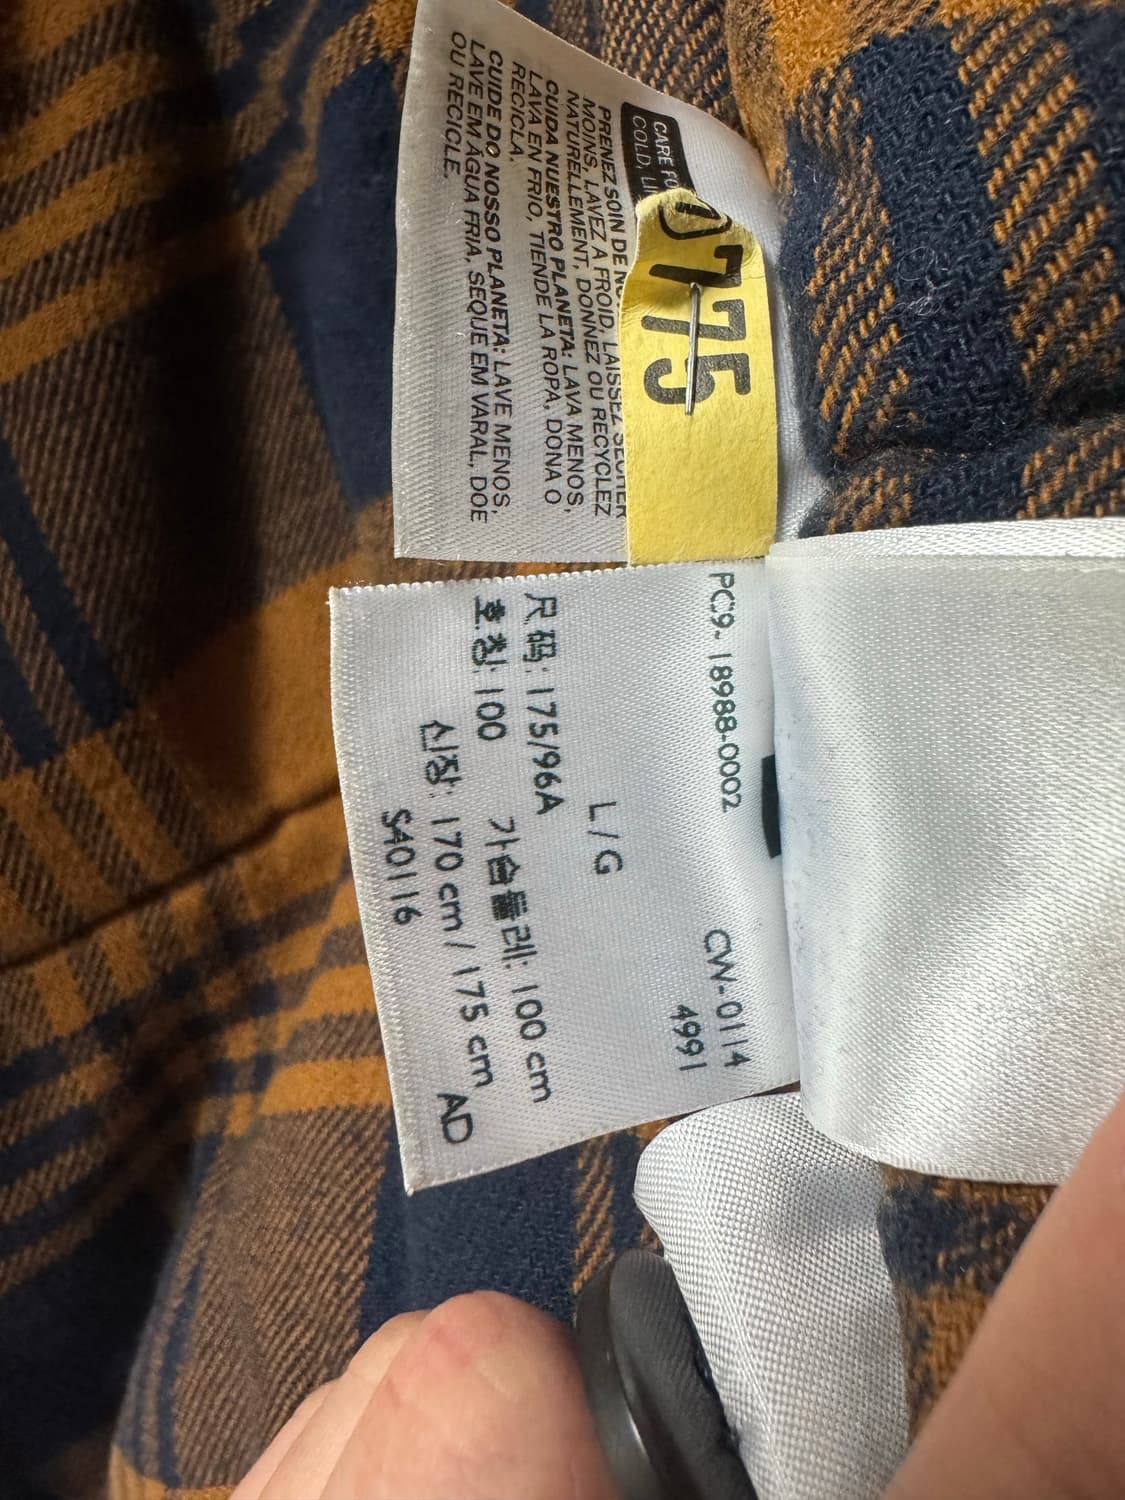 CARE FO
COLD, LI
PRENEZ SOIN DE
MOINS, LAVEZ A FROID, LAISSEZ SÉCHER
NATURELLEMENT, DONNEZ OU RECYCLEZ
CUIDA NUESTRO PLANETA: LAVA MENOS,
LAVA EN FRIO, TIENDE LA ROPA, DONA O
RECICLA.
CUIDE DO NOSSO PLANETA: LAVE MENOS,
LAVE EM ÁGUA FRIA, SEQUE EM VARAL, DOE
OU RECICLE.
775
PC9-18988-0002 CW-0114
4991
L/G
尺码: 175/96A
호칭: 100 가슴둘레: 100 cm
신장: 170 cm / 175 cm
S40116 AD